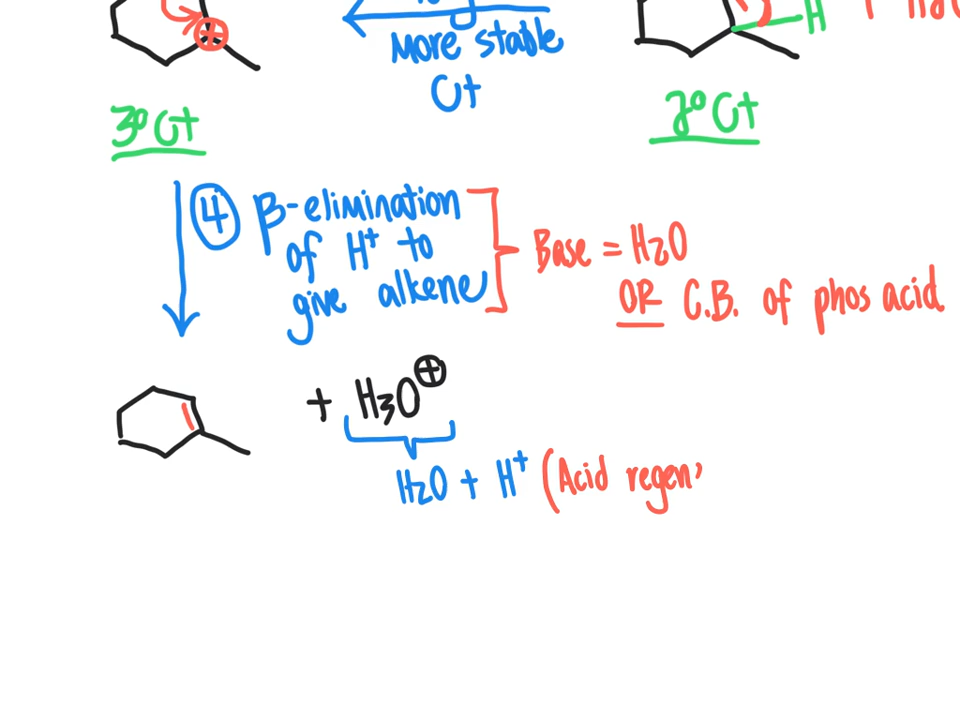 More stable
C+
H
3° C+
2° C+
4 β-elimination
of H+ to
give alkene
Base = H2O
OR C.B. of phos acid
+ H3O⊕
H2O + H+ (Acid regen